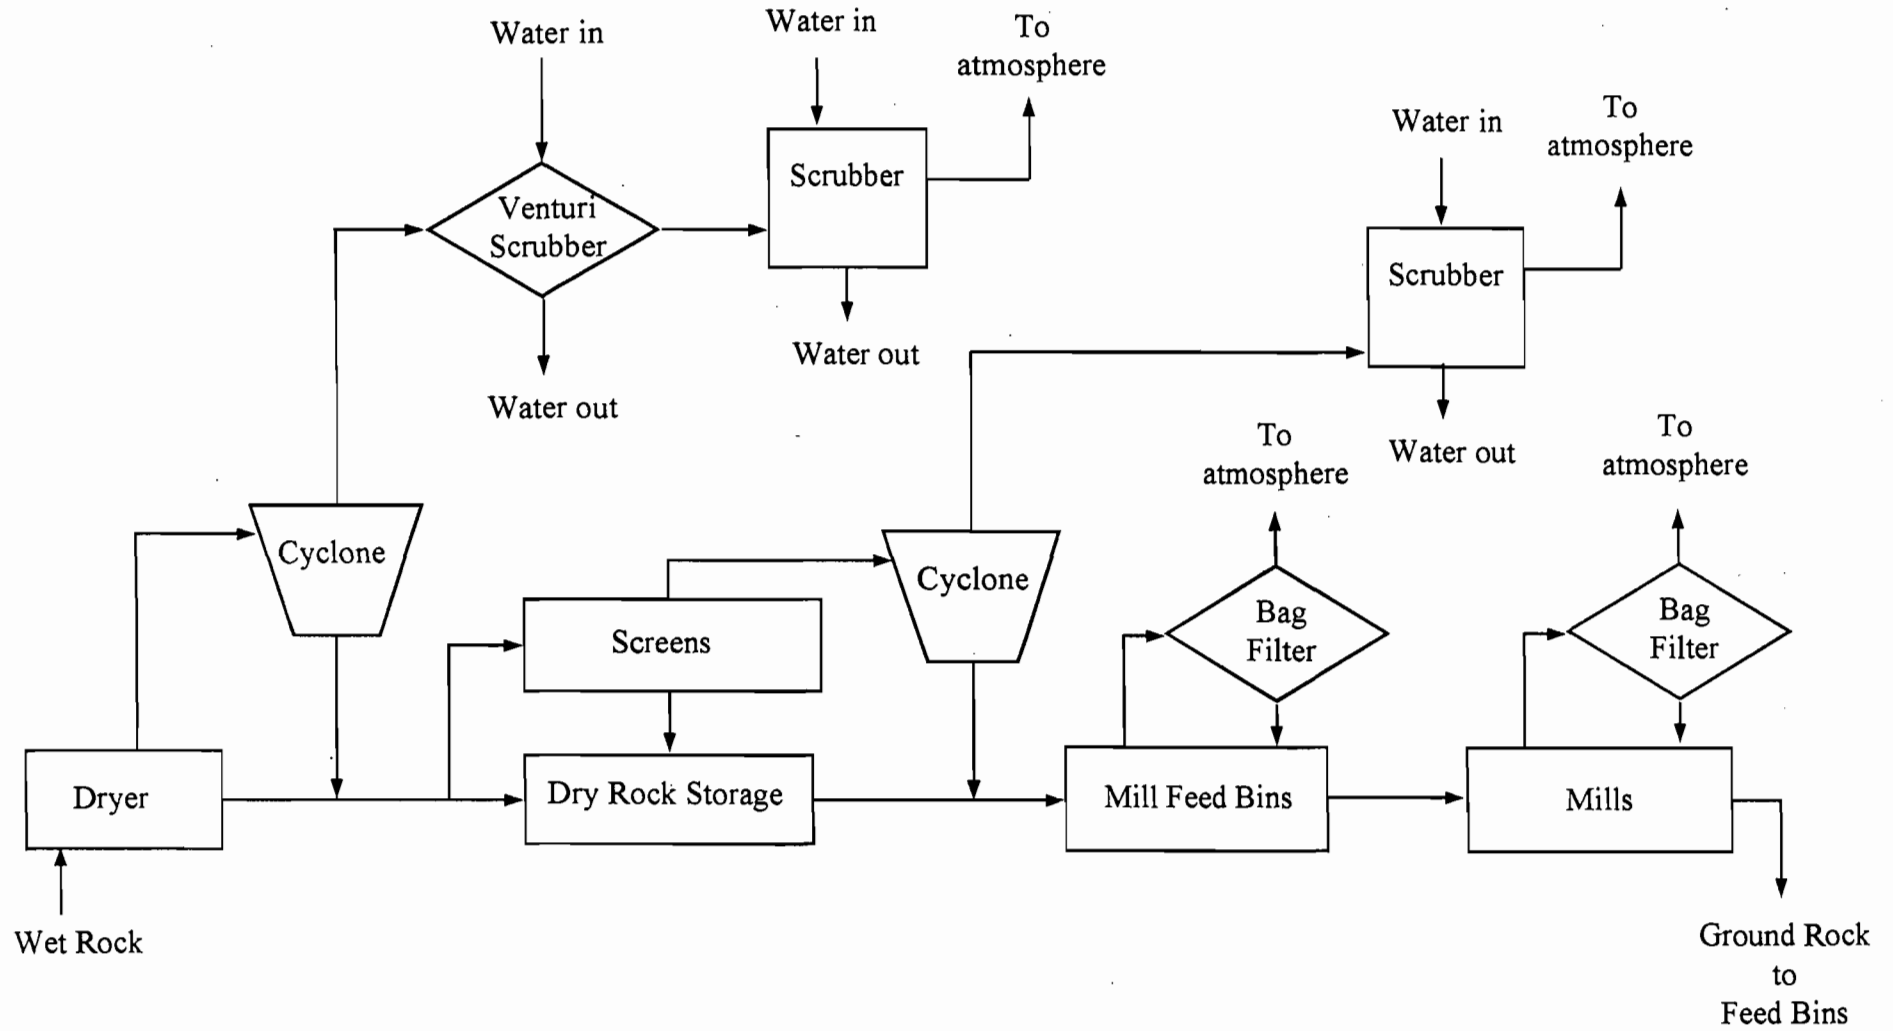 Water in
Water in
To
atmosphere
Water in
To
atmosphere
Venturi
Scrubber
Scrubber
Scrubber
Water out
Water out
Water out
To
atmosphere
To
atmosphere
Cyclone
Cyclone
Screens
Bag
Filter
Bag
Filter
Dryer
Dry Rock Storage
Mill Feed Bins
Mills
Wet Rock
Ground Rock
to
Feed Bins